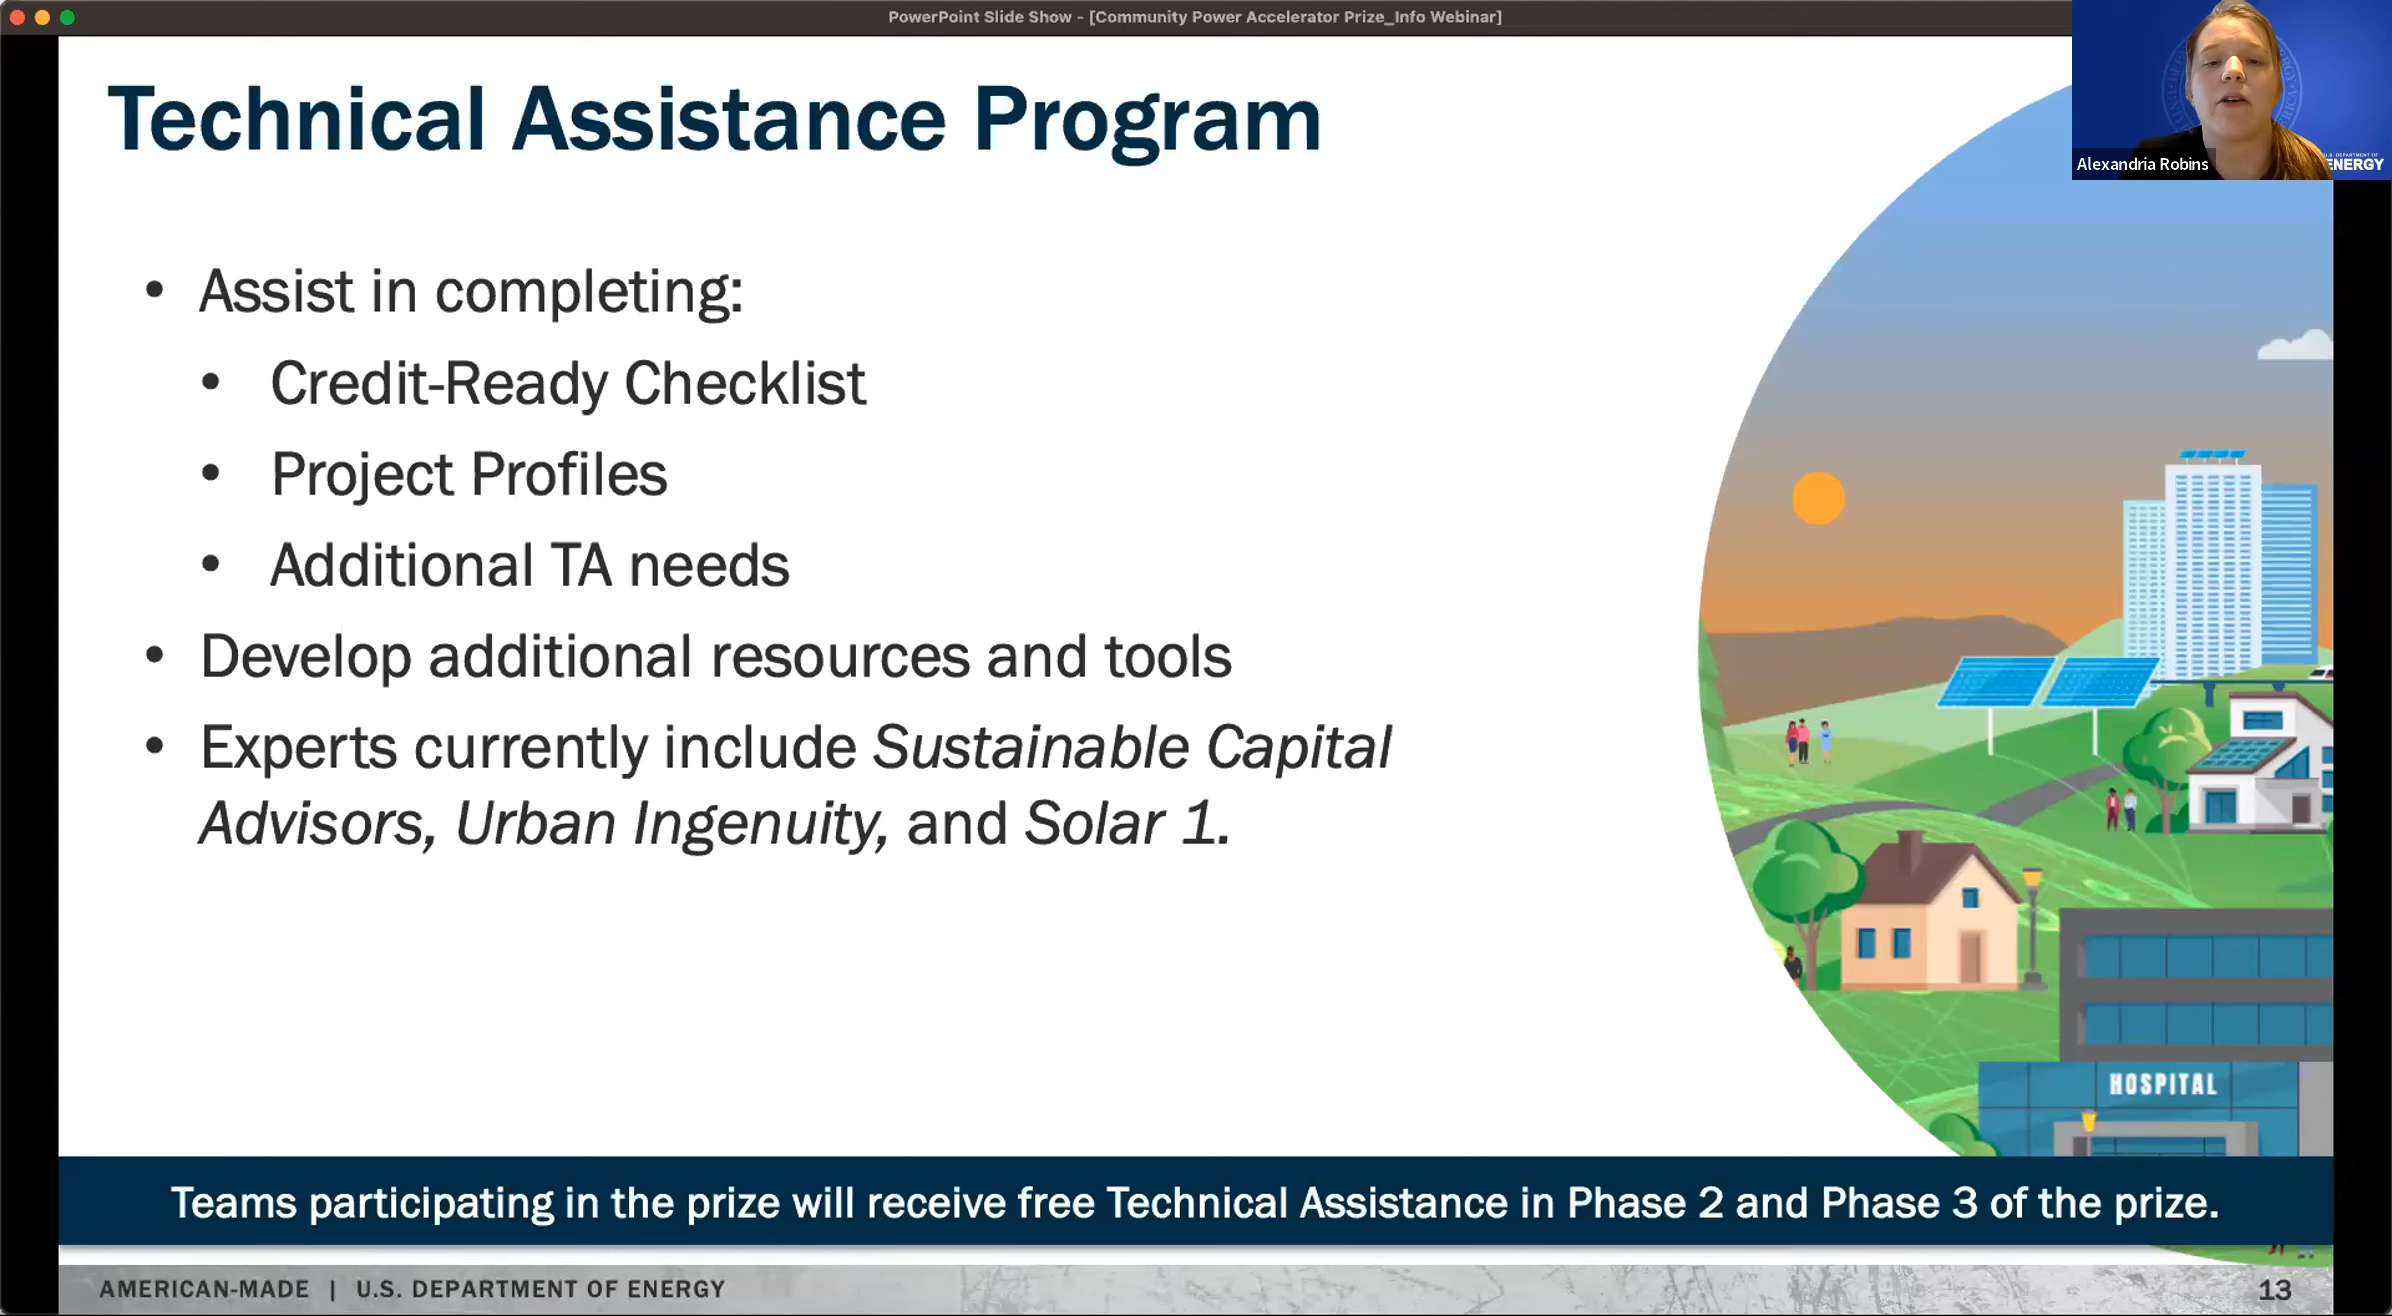 PowerPoint Slide Show - [Community Power Accelerator Prize_Info Webinar]
Technical Assistance Program
Alexandria Robins
U.S. DEPARTMENT OF
ENERGY
• Assist in completing:
• Credit-Ready Checklist
• Project Profiles
• Additional TA needs
• Develop additional resources and tools
• Experts currently include Sustainable Capital
Advisors, Urban Ingenuity, and Solar 1.
HOSPITAL
Teams participating in the prize will receive free Technical Assistance in Phase 2 and Phase 3 of the prize.
AMERICAN-MADE | U.S. DEPARTMENT OF ENERGY
13